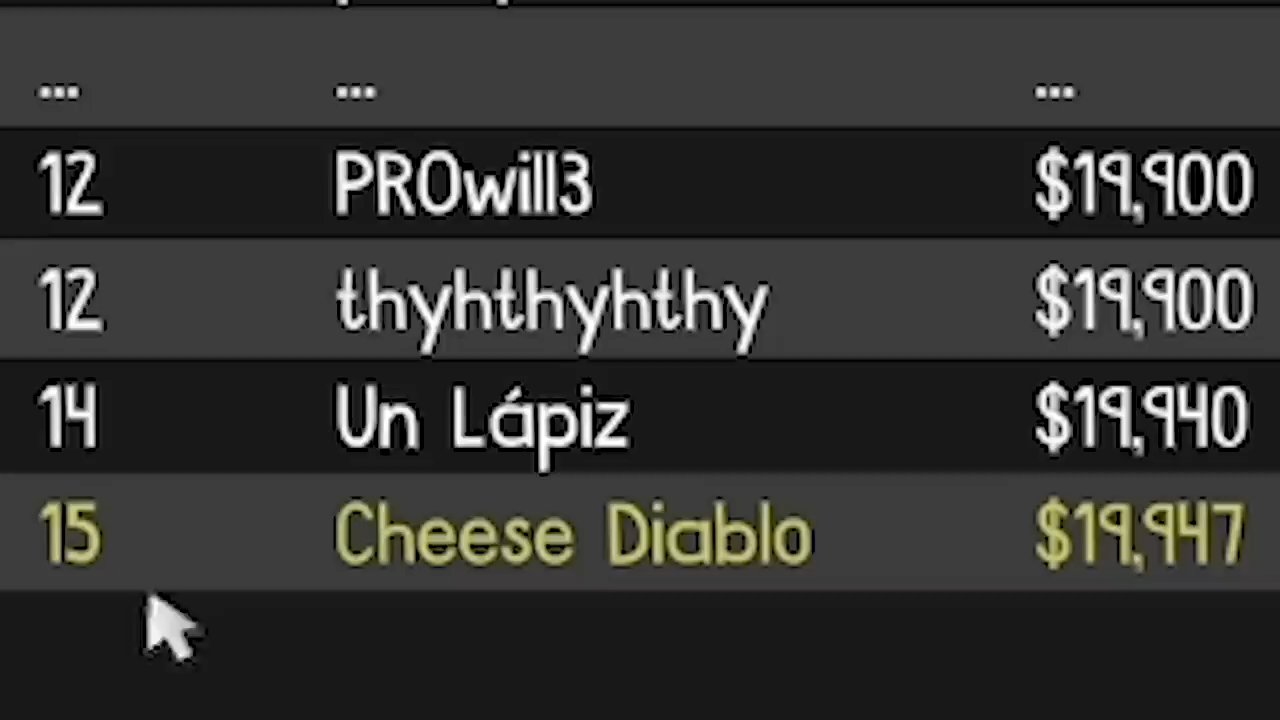 ... ... ...
12 PROwill3 $19,900
12 thyhthyhthy $19,900
14 Un Lápiz $19,940
15 Cheese Diablo $19,947